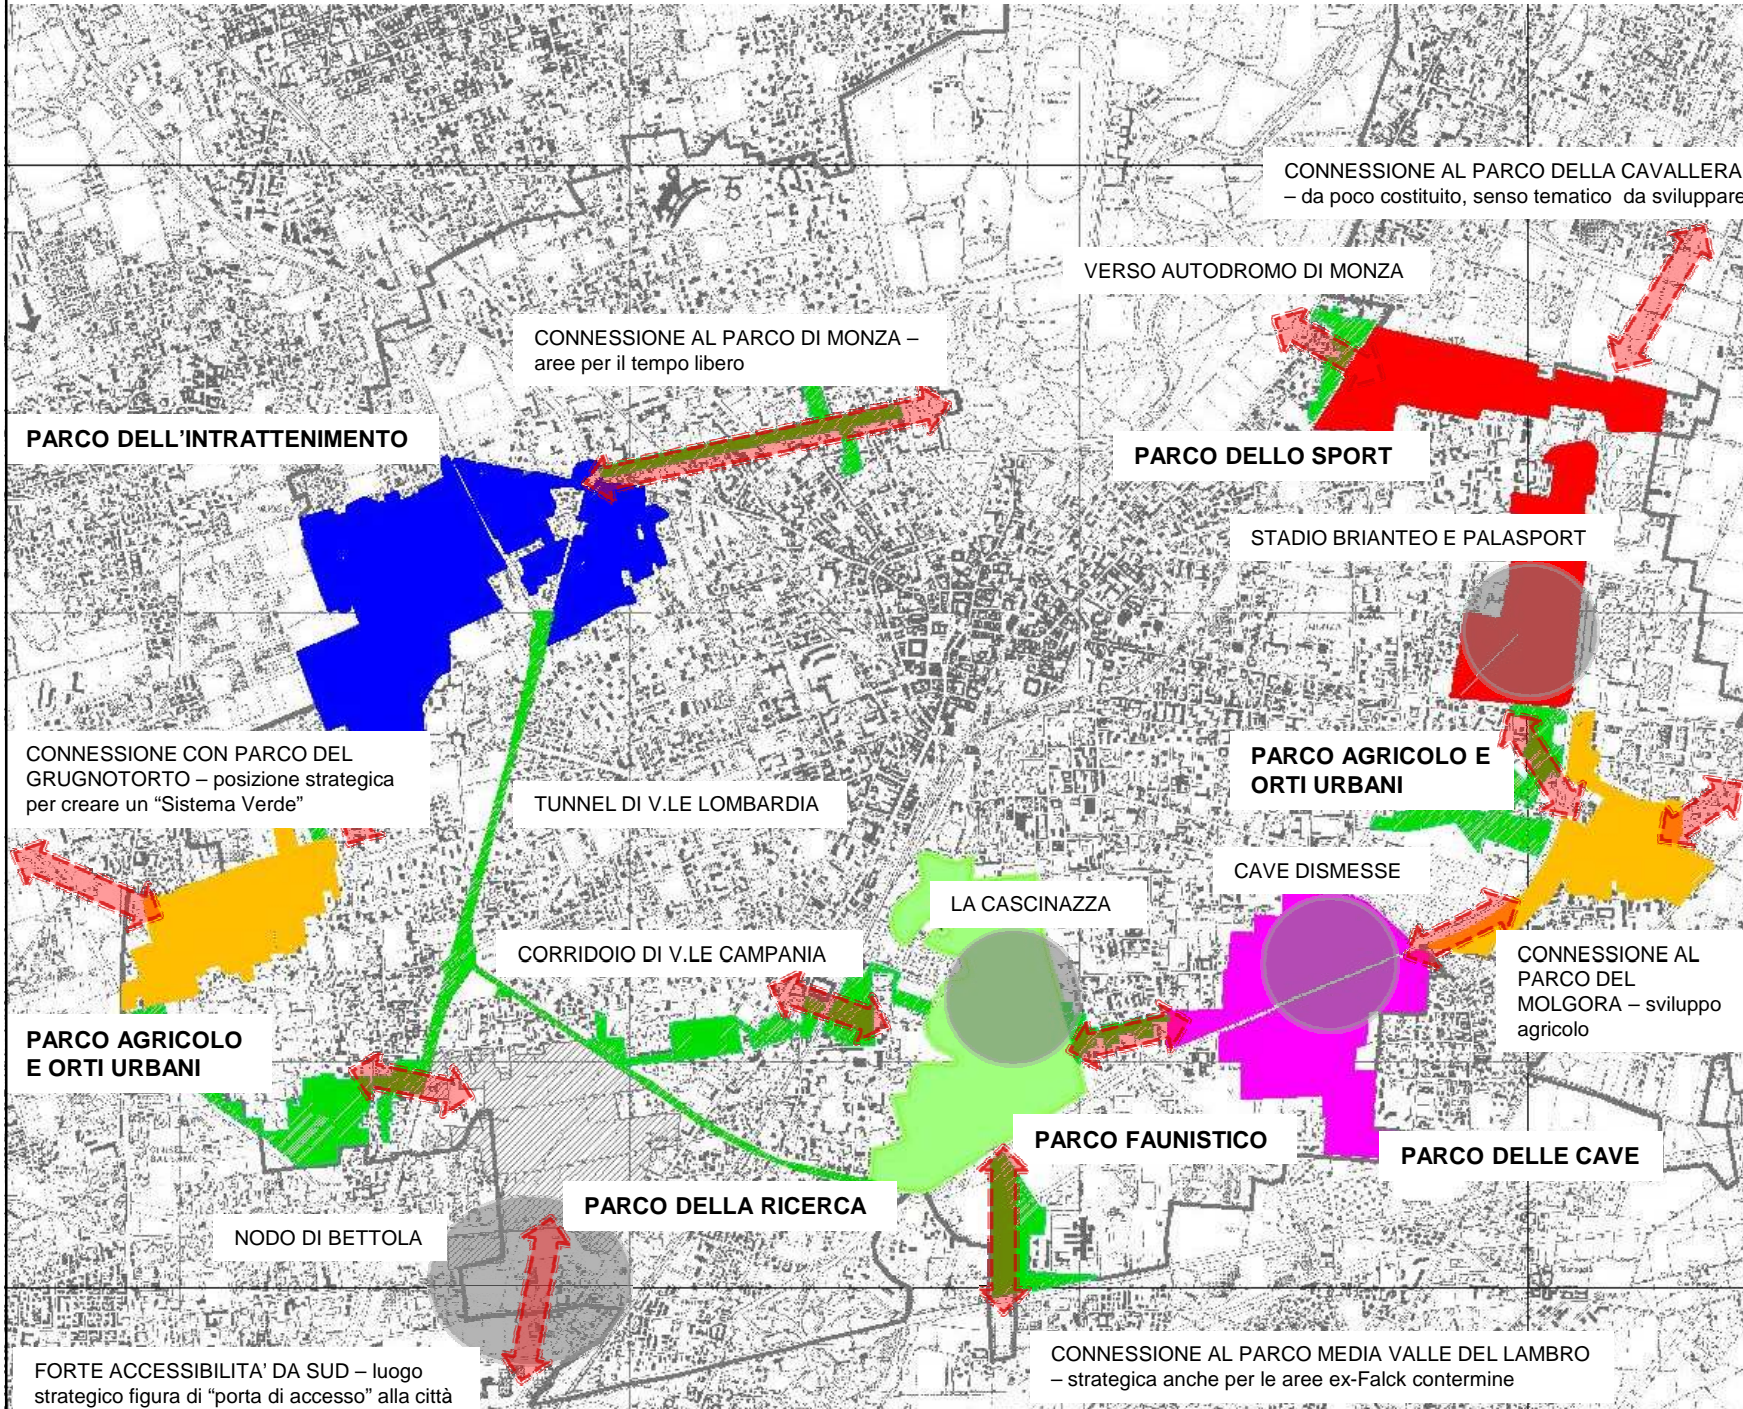 CONNESSIONE AL PARCO DELLA CAVALLERA
– da poco costituito, senso tematico da sviluppare
VERSO AUTODROMO DI MONZA
CONNESSIONE AL PARCO DI MONZA –
aree per il tempo libero
PARCO DELL'INTRATTENIMENTO
PARCO DELLO SPORT
STADIO BRIANTEO E PALASPORT
CONNESSIONE CON PARCO DEL
GRUGNOTORTO – posizione strategica
per creare un “Sistema Verde”
TUNNEL DI V.LE LOMBARDIA
PARCO AGRICOLO E
ORTI URBANI
CAVE DISMESSE
LA CASCINAZZA
CORRIDOIO DI V.LE CAMPANIA
CONNESSIONE AL
PARCO DEL
MOLGORA – sviluppo
agricolo
PARCO AGRICOLO
E ORTI URBANI
PARCO FAUNISTICO
PARCO DELLE CAVE
PARCO DELLA RICERCA
NODO DI BETTOLA
FORTE ACCESSIBILITA' DA SUD – luogo
strategico figura di “porta di accesso” alla città
CONNESSIONE AL PARCO MEDIA VALLE DEL LAMBRO
– strategica anche per le aree ex-Falck contermine